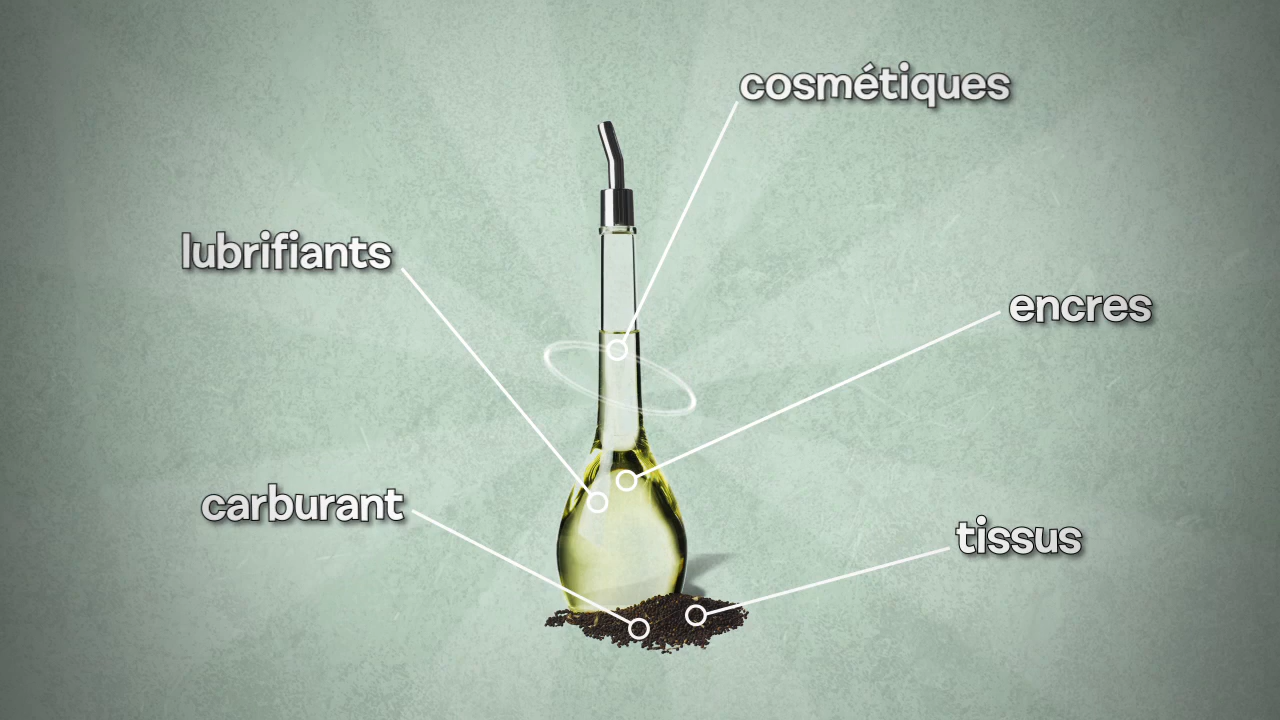 cosmétiques
lubrifiants
encres
carburant
tissus